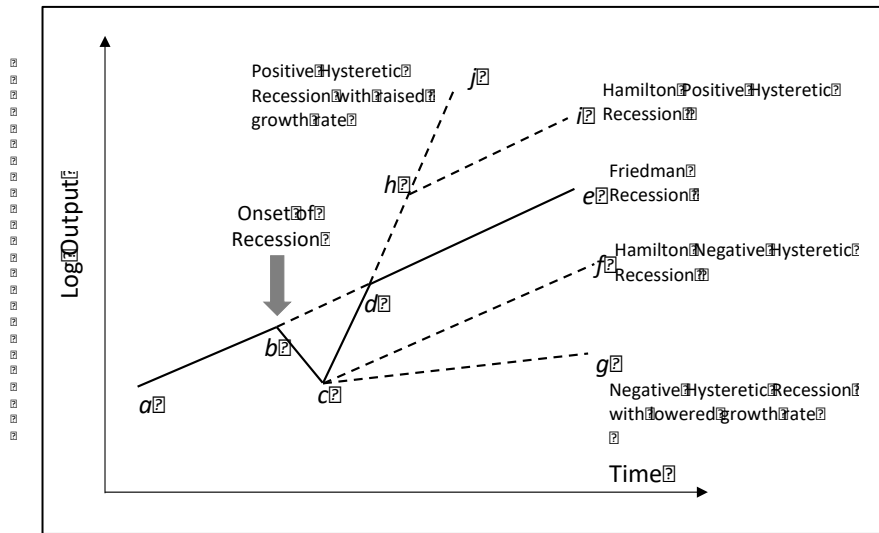 Positive Hysteretic
Recession with raised
growth rate
j
Hamilton Positive Hysteretic
Recession
i
h
Friedman
Recession
e
Onset of
Recession
Hamilton Negative Hysteretic
Recession
f
d
b
g
c
a
Negative Hysteretic Recession
with lowered growth rate
Log Output
Time